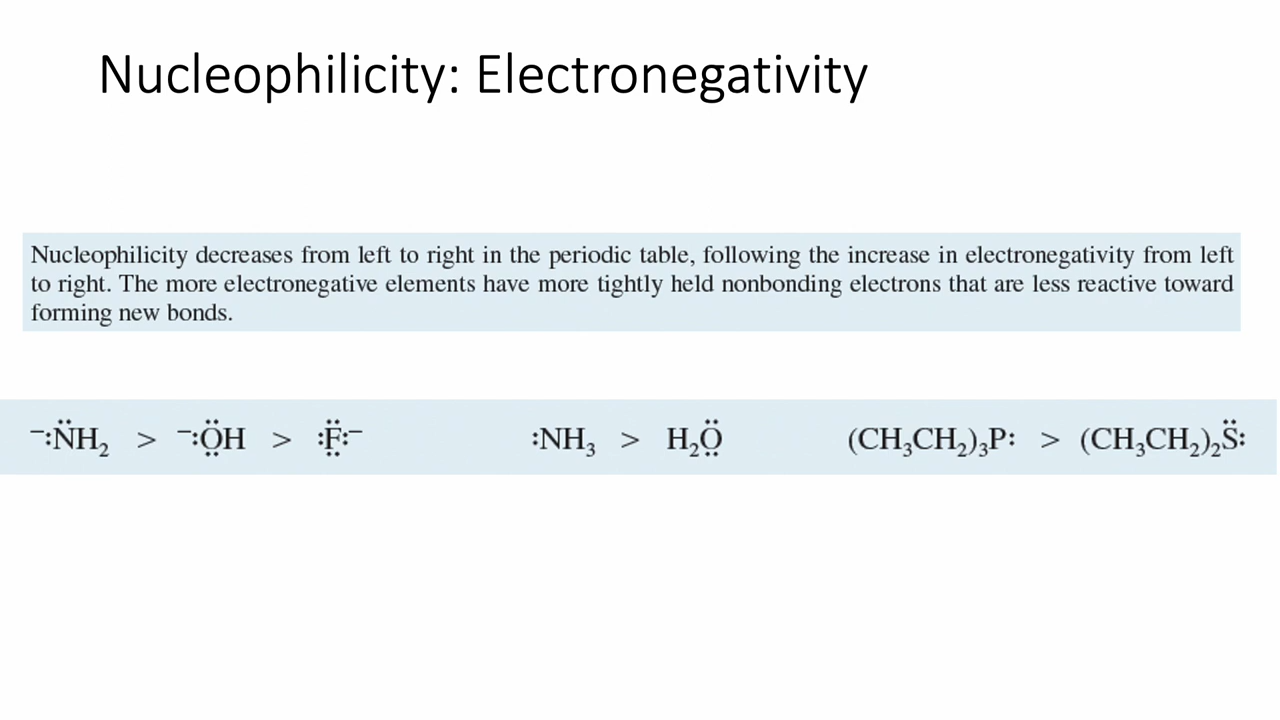 Nucleophilicity: Electronegativity
Nucleophilicity decreases from left to right in the periodic table, following the increase in electronegativity from left
to right. The more electronegative elements have more tightly held nonbonding electrons that are less reactive toward
forming new bonds.
⁻:N̈H₂ > ⁻:Ö̤H > :F̤̈:⁻ :NH₃ > H₂Ö̤ (CH₃CH₂)₃P: > (CH₃CH₂)₂S̈: